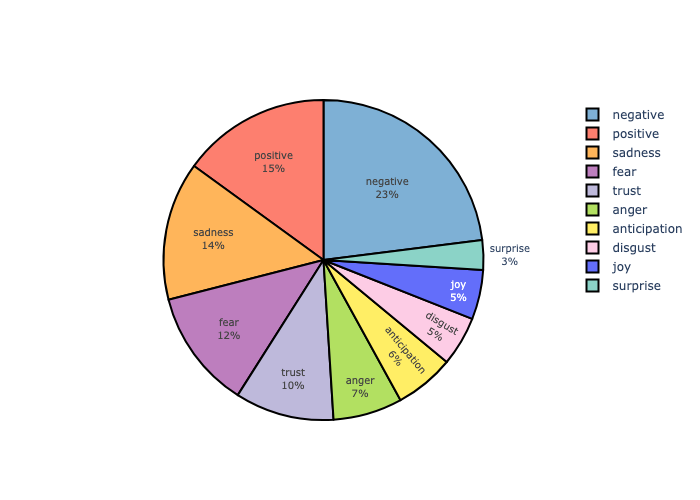 positive
15%
negative
23%
sadness
14%
surprise
3%
joy
5%
disgust
5%
anticipation
6%
anger
7%
trust
10%
fear
12%
negative
positive
sadness
fear
trust
anger
anticipation
disgust
joy
surprise